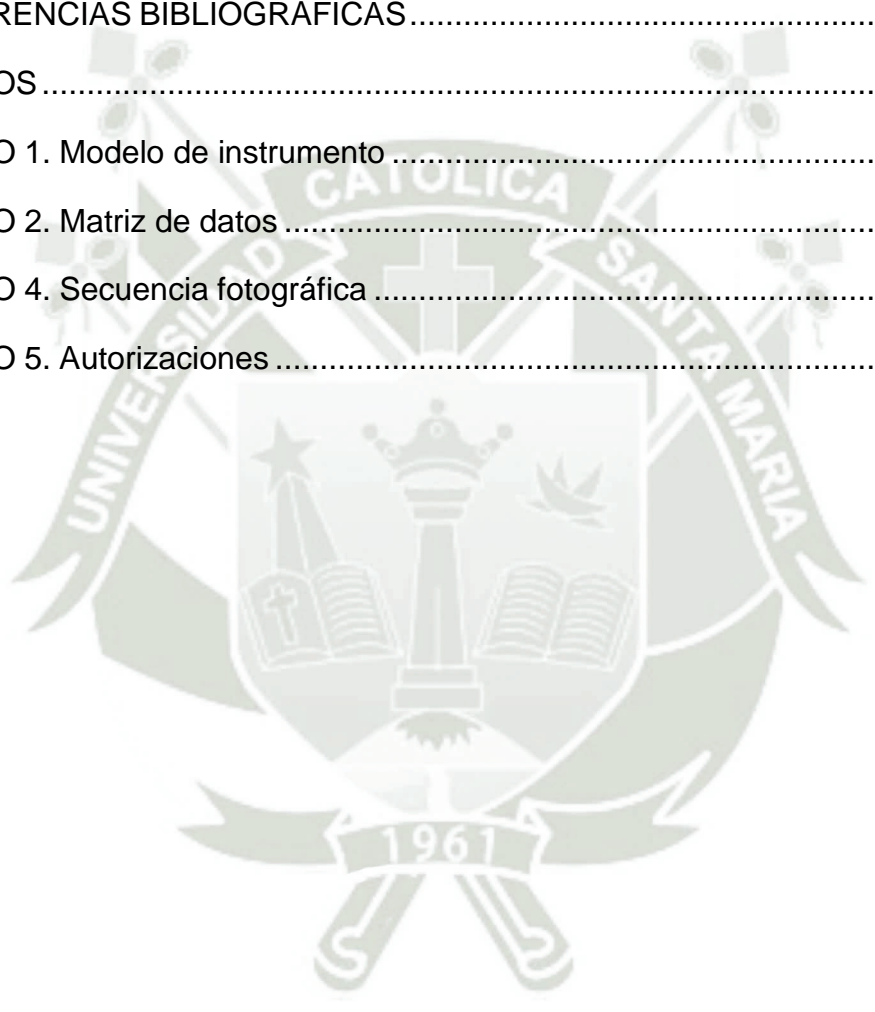 RENCIAS BIBLIOGRÁFICAS........................................................
OS.....................................................................................................
O 1. Modelo de instrumento..........................................................
O 2. Matriz de datos.......................................................................
O 4. Secuencia fotográfica............................................................
O 5. Autorizaciones........................................................................
UNIVERSIDAD CATOLICA SANTA MARIA
1961